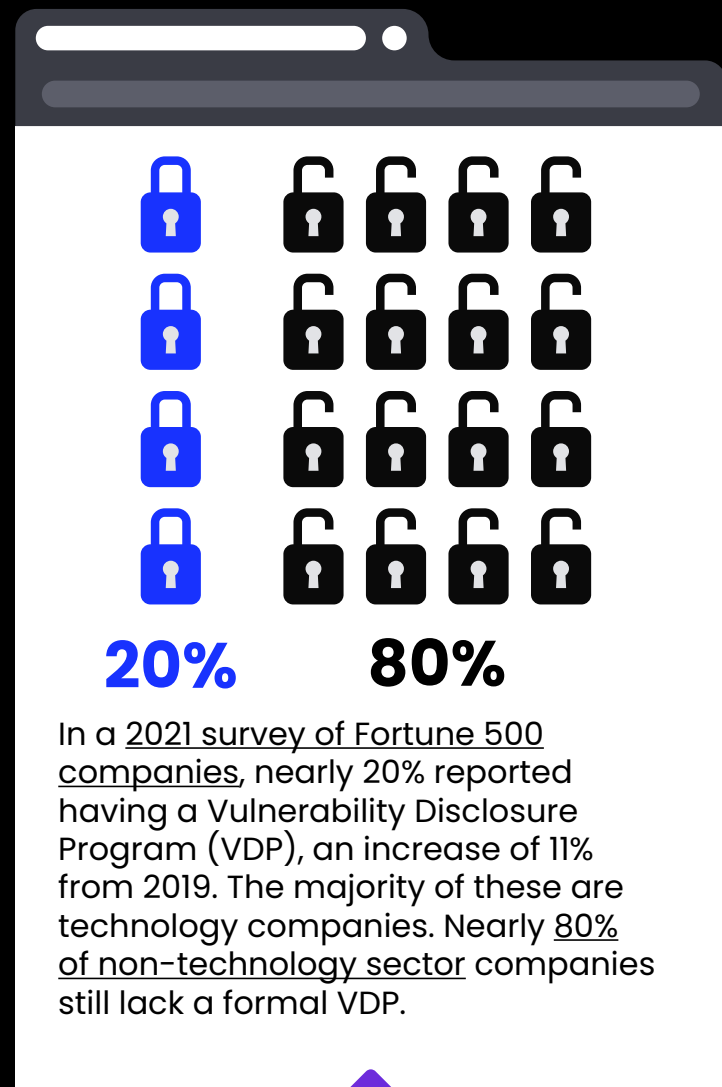 20% 80%
In a 2021 survey of Fortune 500
companies, nearly 20% reported
having a Vulnerability Disclosure
Program (VDP), an increase of 11%
from 2019. The majority of these are
technology companies. Nearly 80%
of non-technology sector companies
still lack a formal VDP.